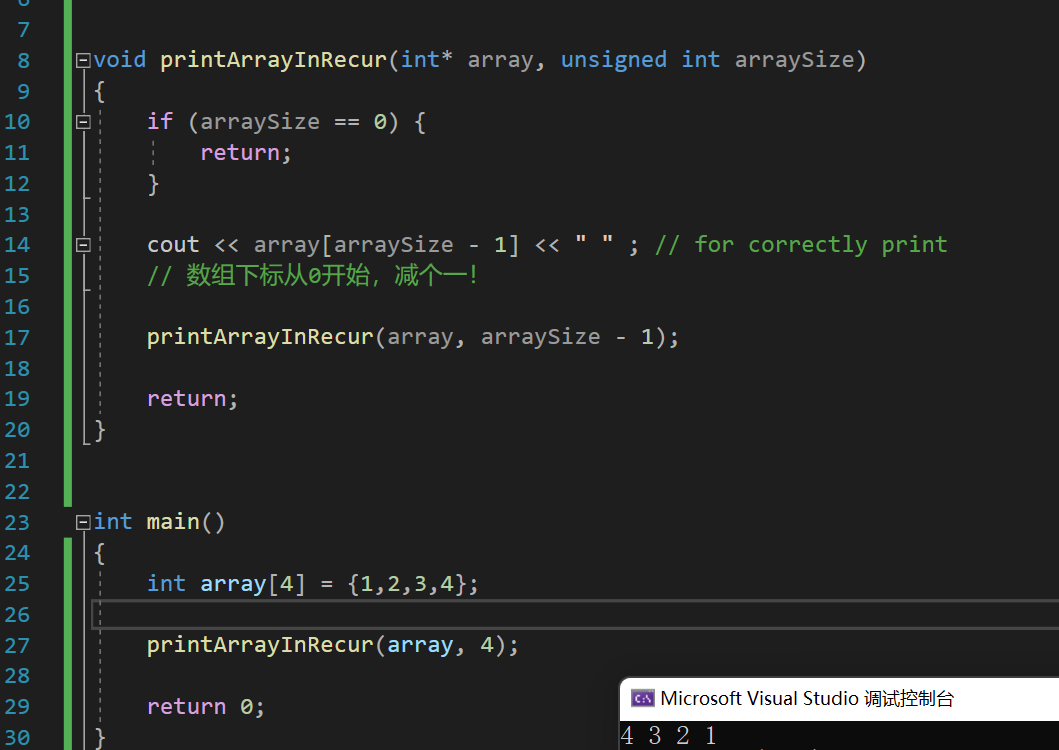 6
7
8 void printArrayInRecur(int* array, unsigned int arraySize)
9 {
10 if (arraySize == 0) {
11 return;
12 }
13
14 cout << array[arraySize - 1] << " " ; // for correctly print
15 // 数组下标从0开始，减个一！
16
17 printArrayInRecur(array, arraySize - 1);
18
19 return;
20 }
21
22
23 int main()
24 {
25 int array[4] = {1,2,3,4};
26
27 printArrayInRecur(array, 4);
28
29 return 0;
30 }
C:\ Microsoft Visual Studio 调试控制台
4 3 2 1